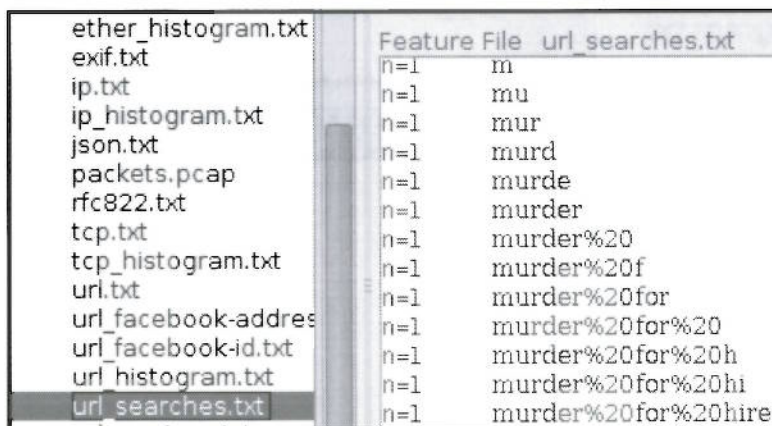 ether_histogram.txt
exif.txt
ip.txt
ip_histogram.txt
json.txt
packets.pcap
rfc822.txt
tcp.txt
tcp_histogram.txt
url.txt
url_facebook-addres
url_facebook-id.txt
url_histogram.txt
url_searches.txt
Feature File url_searches.txt
n=1 m
n=1 mu
n=1 mur
n=1 murd
n=1 murde
n=1 murder
n=1 murder%20
n=1 murder%20f
n=1 murder%20for
n=1 murder%20for%20
n=1 murder%20for%20h
n=1 murder%20for%20hi
n=1 murder%20for%20hire